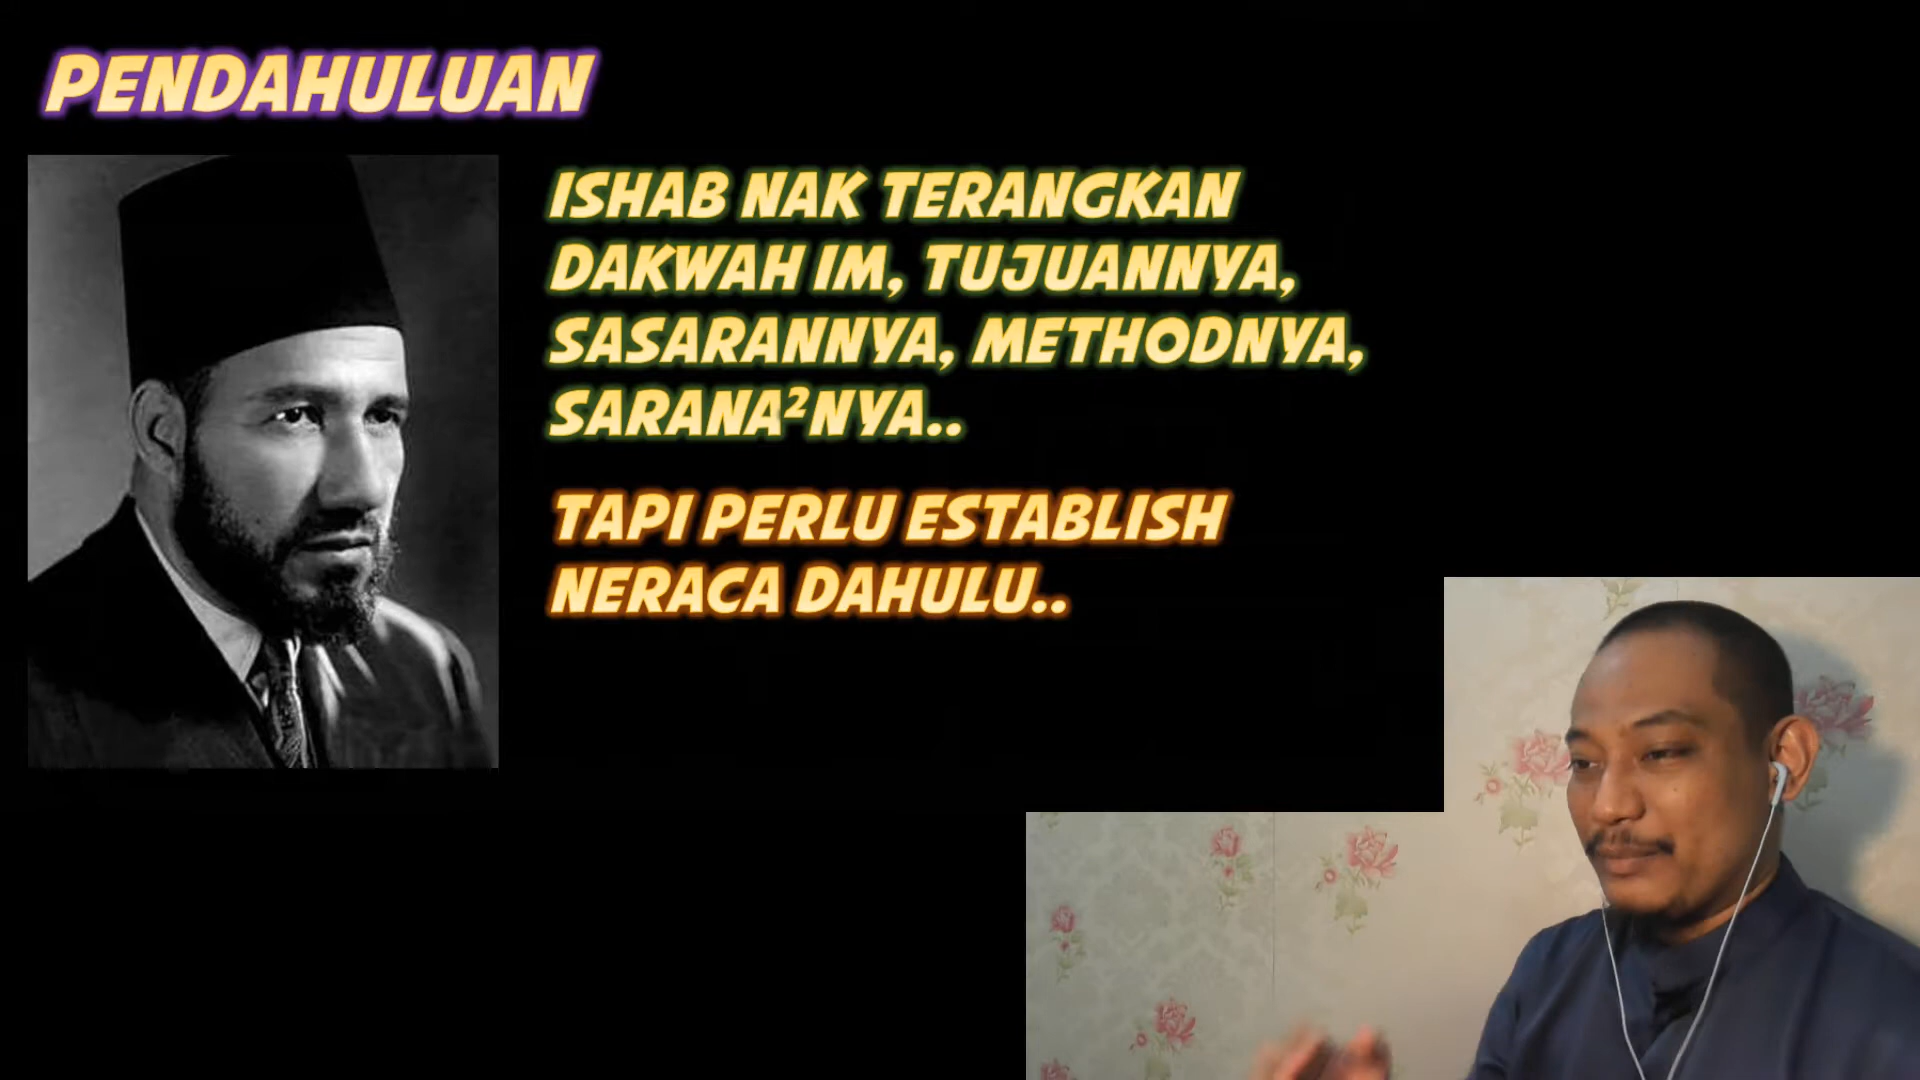 PENDAHULUAN
ISHAB NAK TERANGKAN
DAKWAH IM, TUJUANNYA,
SASARANNYA, METHODNYA,
SARANA²NYA..
TAPI PERLU ESTABLISH
NERACA DAHULU..